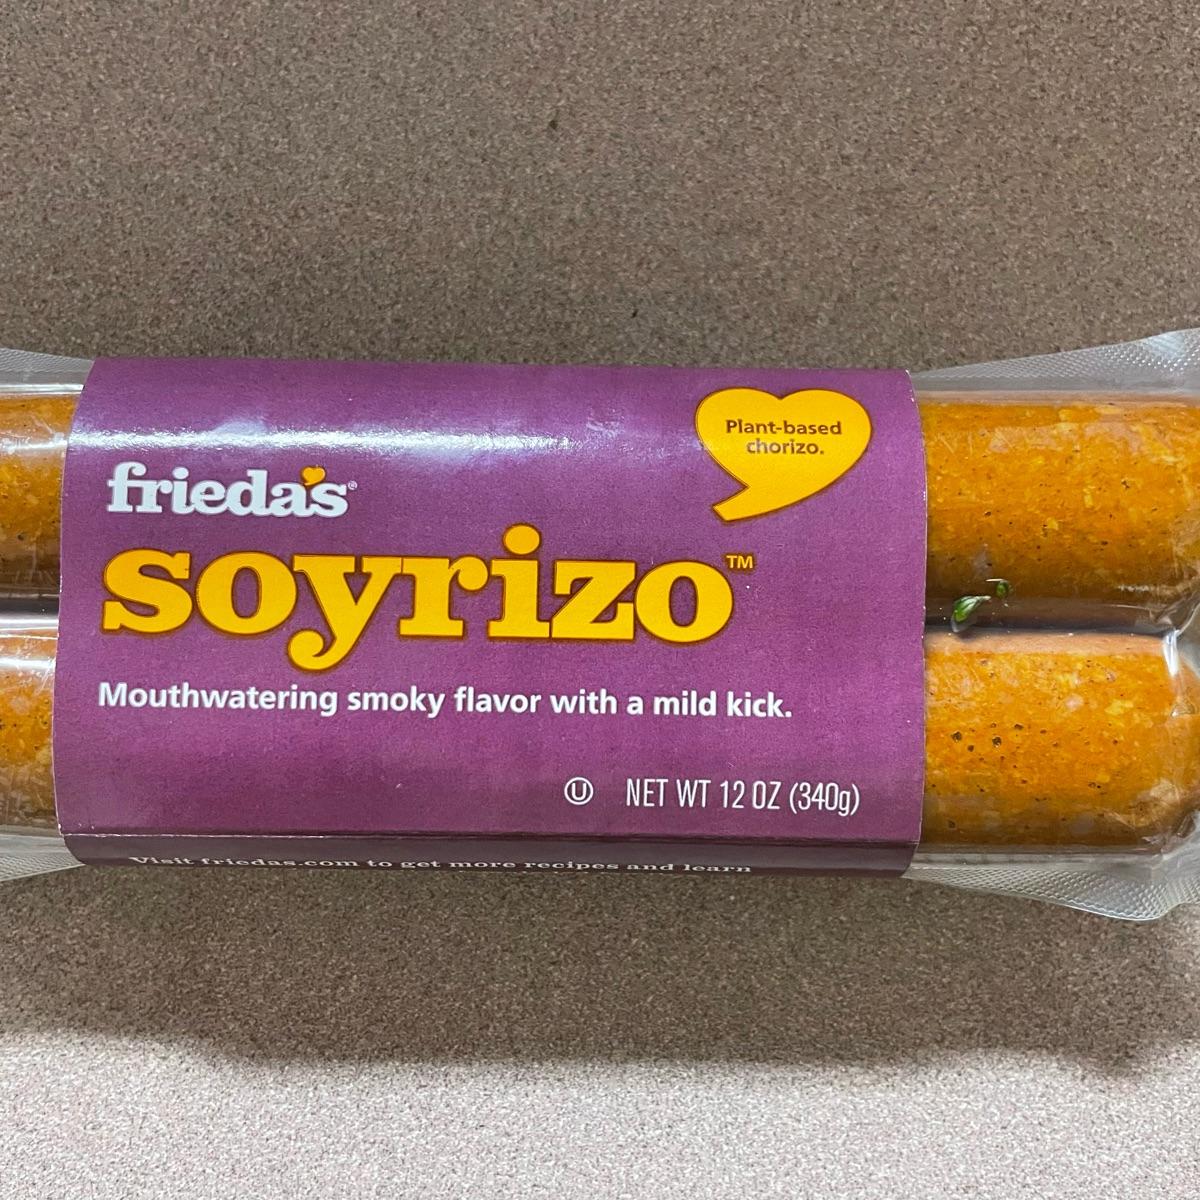 Plant-based
chorizo.
frieda's®
soyrizo™
Mouthwatering smoky flavor with a mild kick.
Ⓤ NET WT 12 OZ (340g)
Visit friedas.com to get more recipes and learn